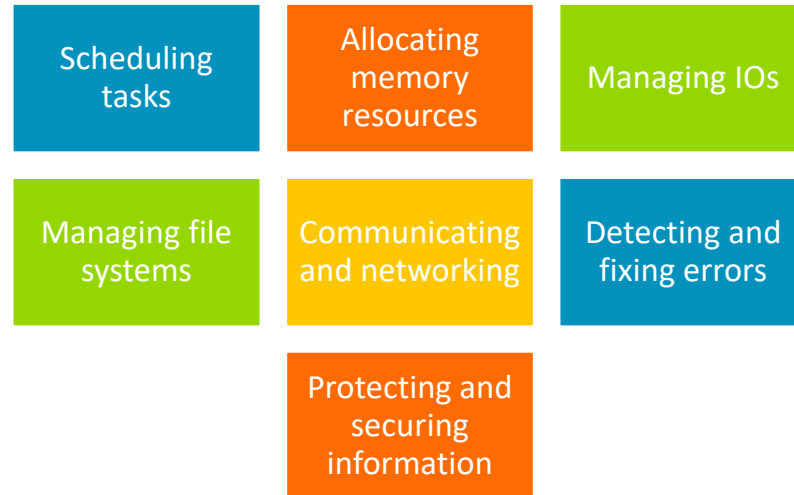 Scheduling
tasks
Allocating
memory
resources
Managing IOs
Managing file
systems
Communicating
and networking
Detecting and
fixing errors
Protecting and
securing
information